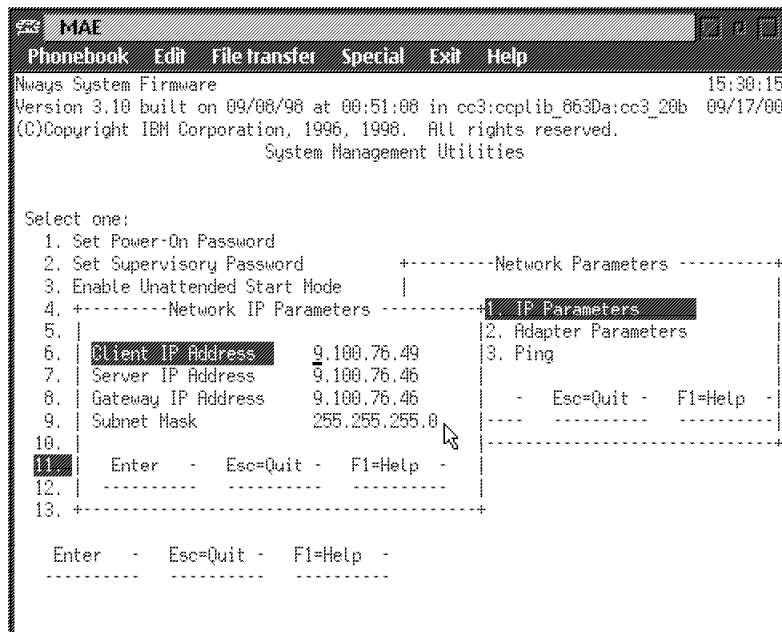 MAE
Phonebook Edit File transfer Special Exit Help
Nways System Firmware 15:30:15
Version 3.10 built on 09/08/98 at 00:51:08 in cc3:ccplib_863Da:cc3_20b 09/17/00
(C)Copyright IBM Corporation, 1996, 1998. All rights reserved.
System Management Utilities
Select one:
1. Set Power-On Password
2. Set Supervisory Password +---------Network Parameters ----------+
3. Enable Unattended Start Mode | |
4. +---------Network IP Parameters ----------+1. IP Parameters |
5. | |2. Adapter Parameters |
6. | Client IP Address 9.100.76.49 |3. Ping |
7. | Server IP Address 9.100.76.46 | |
8. | Gateway IP Address 9.100.76.46 | - Esc=Quit - F1=Help -|
9. | Subnet Mask 255.255.255.0 |---- ---------- ----------|
10. | |--------------------------------+
11. | Enter - Esc=Quit - F1=Help - |
12. | ---------- ---------- ---------- |
13. +------------------------------------------+
Enter - Esc=Quit - F1=Help -
---------- ---------- ----------